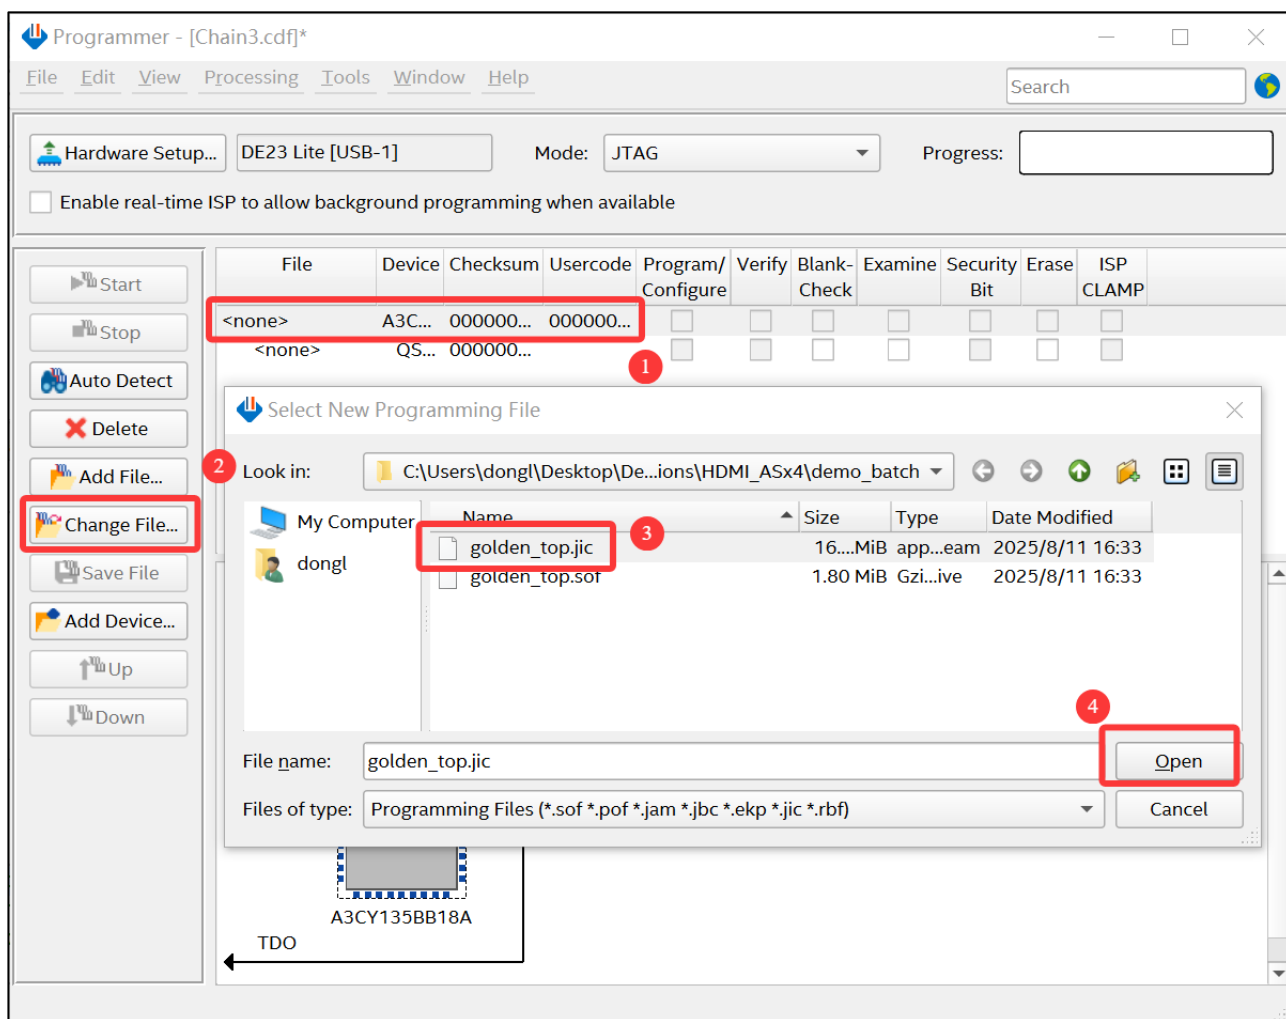 Programmer - [Chain3.cdf]*
File Edit View Processing Tools Window Help
Search
Hardware Setup... DE23 Lite [USB-1] Mode: JTAG Progress:
Enable real-time ISP to allow background programming when available
Start
Stop
Auto Detect
Delete
Add File...
Change File...
Save File
Add Device...
Up
Down
File Device Checksum Usercode Program/ Verify Blank- Examine Security Erase ISP
Configure Check Bit CLAMP
<none> A3C... 000000... 000000...
<none> QS... 000000...
1
Select New Programming File
2
Look in: C:\Users\dongl\Desktop\De...ions\HDMI_ASx4\demo_batch
My Computer
dongl
Name Size Type Date Modified
3
golden_top.jic 16....MiB app...eam 2025/8/11 16:33
golden_top.sof 1.80 MiB Gzi...ive 2025/8/11 16:33
4
File name: golden_top.jic Open
Files of type: Programming Files (*.sof *.pof *.jam *.jbc *.ekp *.jic *.rbf) Cancel
A3CY135BB18A
TDO